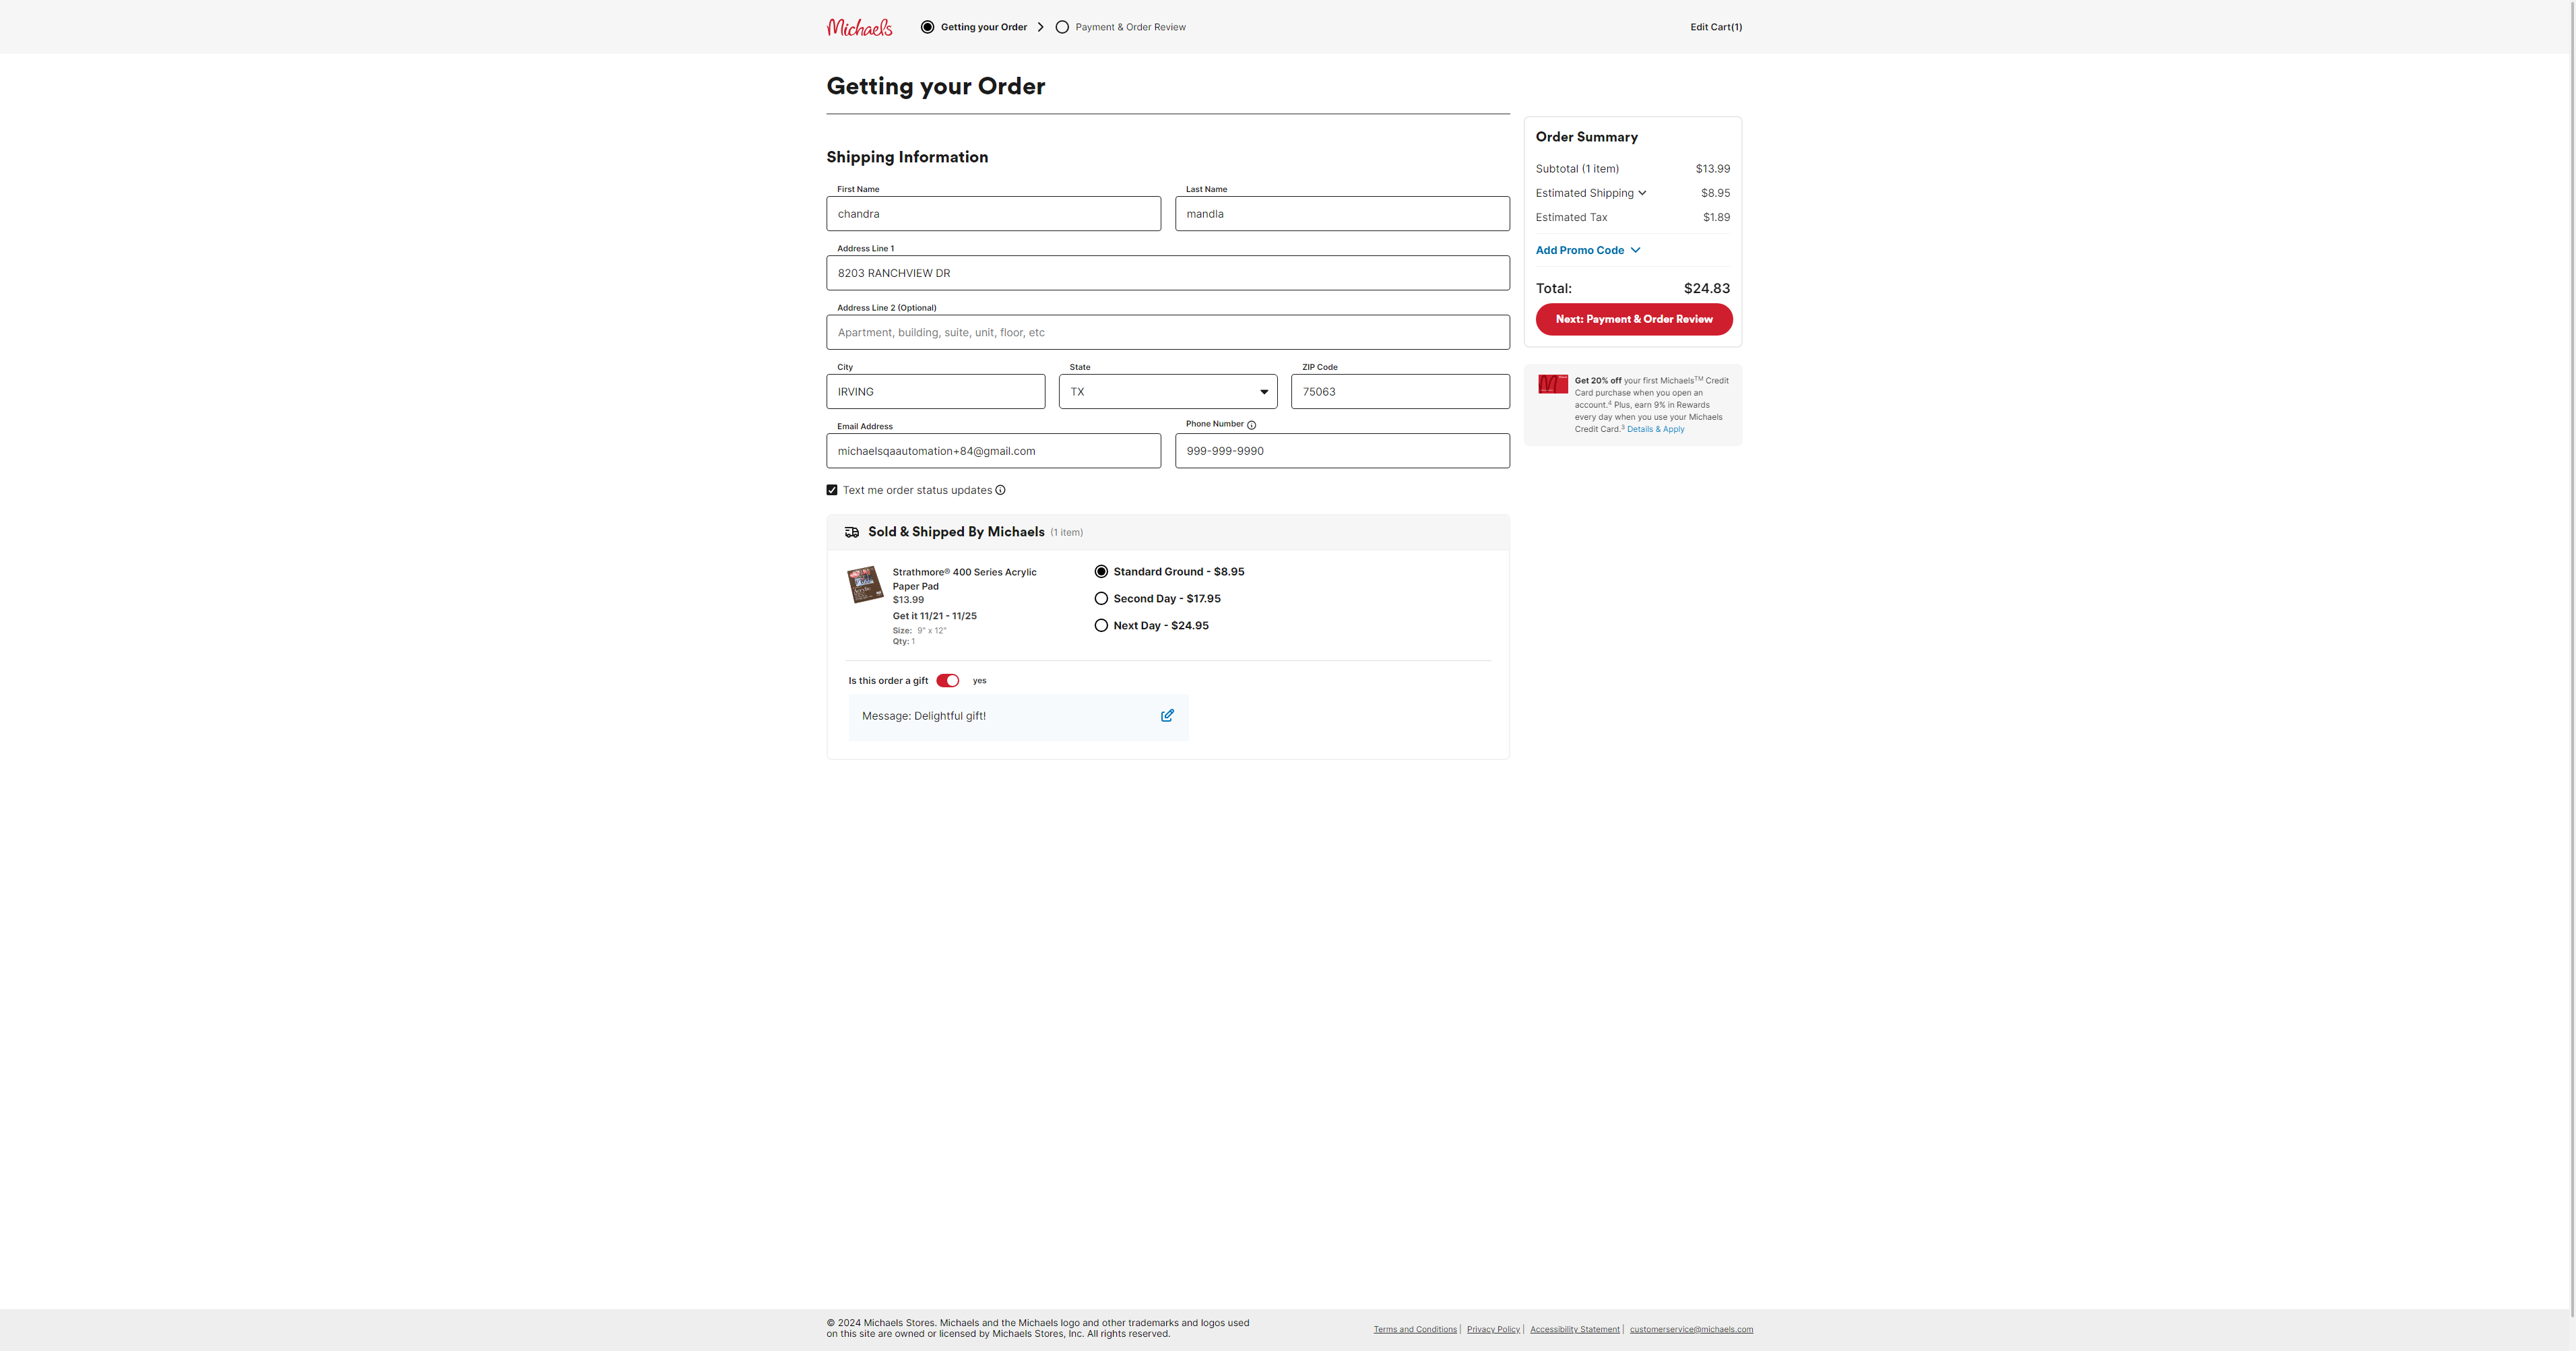 Michaels
Getting your Order
Payment & Order Review
Edit Cart(1)
Getting your Order
Shipping Information
First Name
Last Name
chandra
mandla
Address Line 1
8203 RANCHVIEW DR
Address Line 2 (Optional)
Apartment, building, suite, unit, floor, etc
City
State
ZIP Code
IRVING
TX
75063
Email Address
Phone Number
michaelsqaautomation+84@gmail.com
999-999-9990
Text me order status updates
Sold & Shipped By Michaels (1 item)
Strathmore® 400 Series Acrylic
Paper Pad
$13.99
Get it 11/21 - 11/25
Size: 9" x 12"
Qty: 1
Standard Ground - $8.95
Second Day - $17.95
Next Day - $24.95
Is this order a gift yes
Message: Delightful gift!
Order Summary
Subtotal (1 item) $13.99
Estimated Shipping $8.95
Estimated Tax $1.89
Add Promo Code
Total: $24.83
Next: Payment & Order Review
Get 20% off your first Michaels™ Credit
Card purchase when you open an
account.⁴ Plus, earn 9% in Rewards
every day when you use your Michaels
Credit Card.³ Details & Apply
© 2024 Michaels Stores. Michaels and the Michaels logo and other trademarks and logos used
on this site are owned or licensed by Michaels Stores, Inc. All rights reserved.
Terms and Conditions | Privacy Policy | Accessibility Statement | customerservice@michaels.com